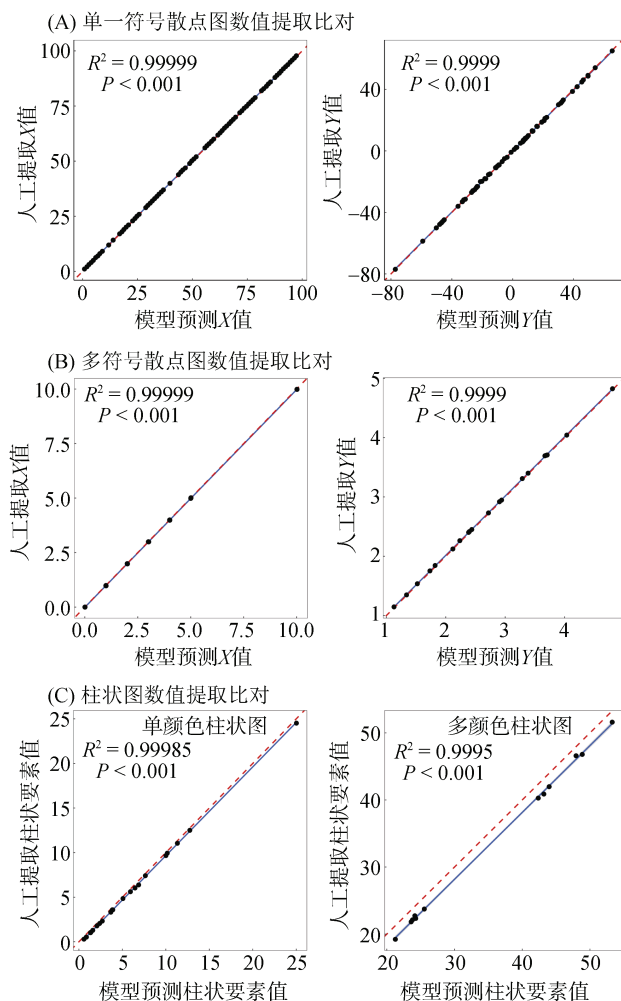 (A) 单一符号散点图数值提取比对
R² = 0.99999
P < 0.001
人工提取X值
100
75
50
25
0
0 25 50 75 100
模型预测X值
R² = 0.9999
P < 0.001
人工提取Y值
40
0
−40
−80
−80 −40 0 40
模型预测Y值
(B) 多符号散点图数值提取比对
R² = 0.99999
P < 0.001
人工提取X值
10.0
7.5
5.0
2.5
0.0
0.0 2.5 5.0 7.5 10.0
模型预测X值
R² = 0.9999
P < 0.001
人工提取Y值
5
4
3
2
1
1 2 3 4
模型预测Y值
(C) 柱状图数值提取比对
单颜色柱状图
R² = 0.99985
P < 0.001
人工提取柱状要素值
25
20
15
10
5
0
0 5 10 15 20 25
模型预测柱状要素值
多颜色柱状图
R² = 0.9995
P < 0.001
人工提取柱状要素值
50
40
30
20
20 30 40 50
模型预测柱状要素值